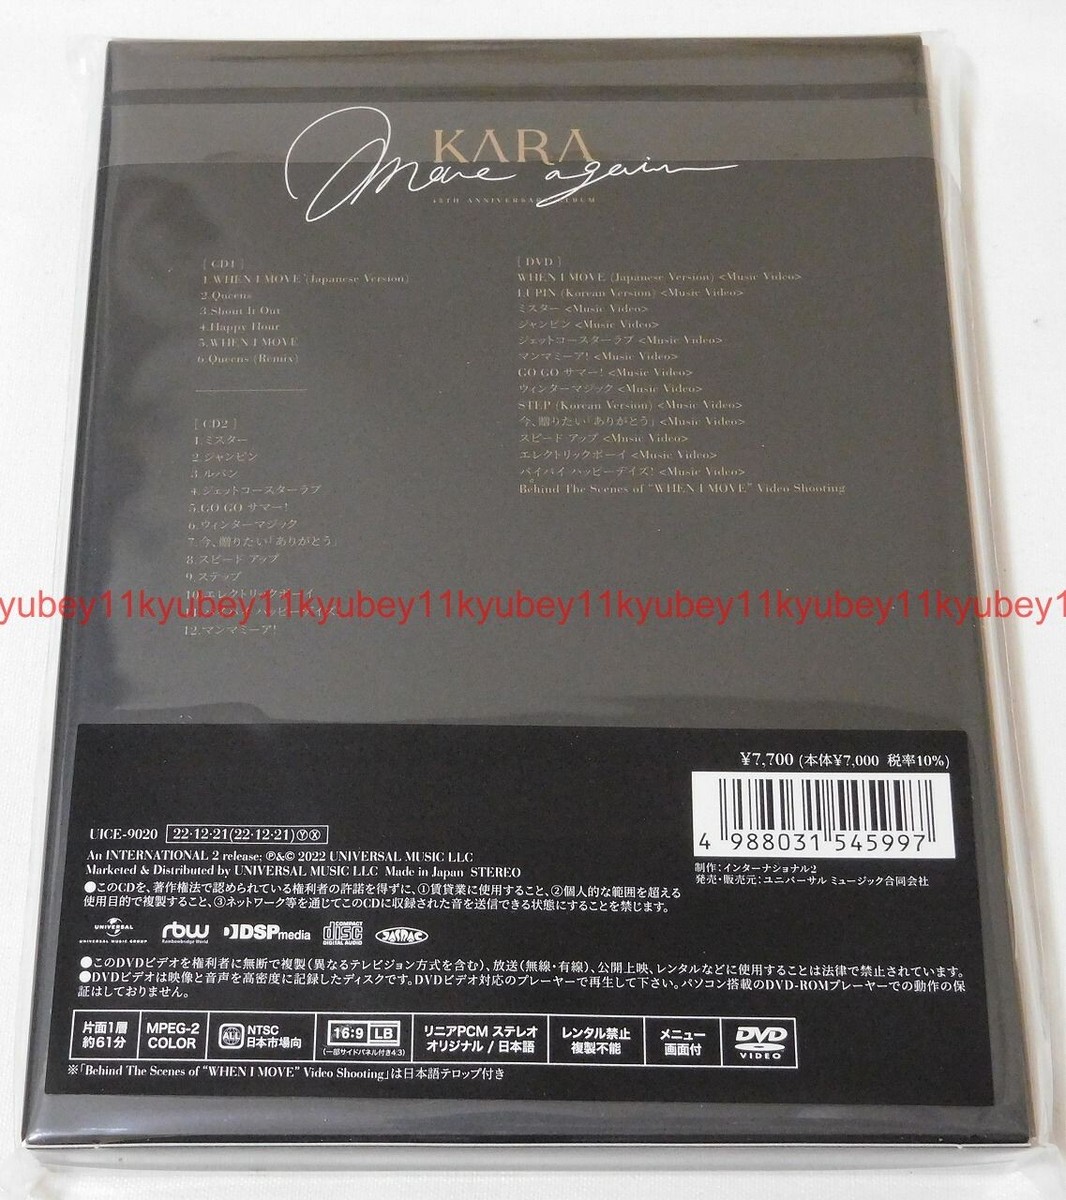 KARA
Move again
15TH ANNIVERSARY ALBUM
[ CD1 ]
1.WHEN I MOVE (Japanese Version)
2.Queens
3.Shout It Out
4.Happy Hour
5.WHEN I MOVE
6.Queens (Remix)
[ CD2 ]
1.ミスター
2.ジャンピン
3.ルパン
4.ジェットコースターラブ
5.GO GO サマー!
6.ウィンターマジック
7.今、贈りたい「ありがとう」
8.スピード アップ
9.ステップ
10.エレクトリックボーイ
12.マンマミーア!
[ DVD ]
WHEN I MOVE (Japanese Version) <Music Video>
LUPIN (Korean Version) <Music Video>
ミスター <Music Video>
ジャンピン <Music Video>
ジェットコースターラブ <Music Video>
マンマミーア! <Music Video>
GO GO サマー! <Music Video>
ウィンターマジック <Music Video>
STEP (Korean Version) <Music Video>
今、贈りたい「ありがとう」 <Music Video>
スピード アップ <Music Video>
エレクトリックボーイ <Music Video>
バイバイ ハッピーデイズ! <Music Video>
Behind The Scenes of “WHEN I MOVE” Video Shooting
kyubey11kyubey11kyubey11kyubey11kyubey11kyubey11kyubey1
¥7,700 (本体¥7,000 税率10%)
4 988031 545997
制作:インターナショナル2
発売・販売元:ユニバーサル ミュージック合同会社
UICE-9020 22・12・21(22・12・21)ⓎⓍ
An INTERNATIONAL 2 release; ℗&© 2022 UNIVERSAL MUSIC LLC
Marketed & Distributed by UNIVERSAL MUSIC LLC Made in Japan STEREO
●このCDを、著作権法で認められている権利者の許諾を得ずに、①賃貸業に使用すること、②個人的な範囲を超える
使用目的で複製すること、③ネットワーク等を通じてこのCDに収録された音を送信できる状態にすることを禁じます。
UNIVERSAL
UNIVERSAL MUSIC GROUP
rbw
Rainbowbridge World
DSPmedia
COMPACT
disc
DIGITAL AUDIO
JASRAC
●このDVDビデオを権利者に無断で複製(異なるテレビジョン方式を含む)、放送(無線・有線)、公開上映、レンタルなどに使用することは法律で禁止されています。
●DVDビデオは映像と音声を高密度に記録したディスクです。DVDビデオ対応のプレーヤーで再生して下さい。パソコン搭載のDVD-ROMプレーヤーでの動作の保
証はしておりません。
片面1層
約61分
MPEG-2
COLOR
ALL
NTSC
日本市場向
16:9 LB
(一部サイドパネル付き4:3)
リニアPCM ステレオ
オリジナル / 日本語
レンタル禁止
複製不能
メニュー
画面付
DVD
VIDEO
※「Behind The Scenes of “WHEN I MOVE” Video Shooting」は日本語テロップ付き